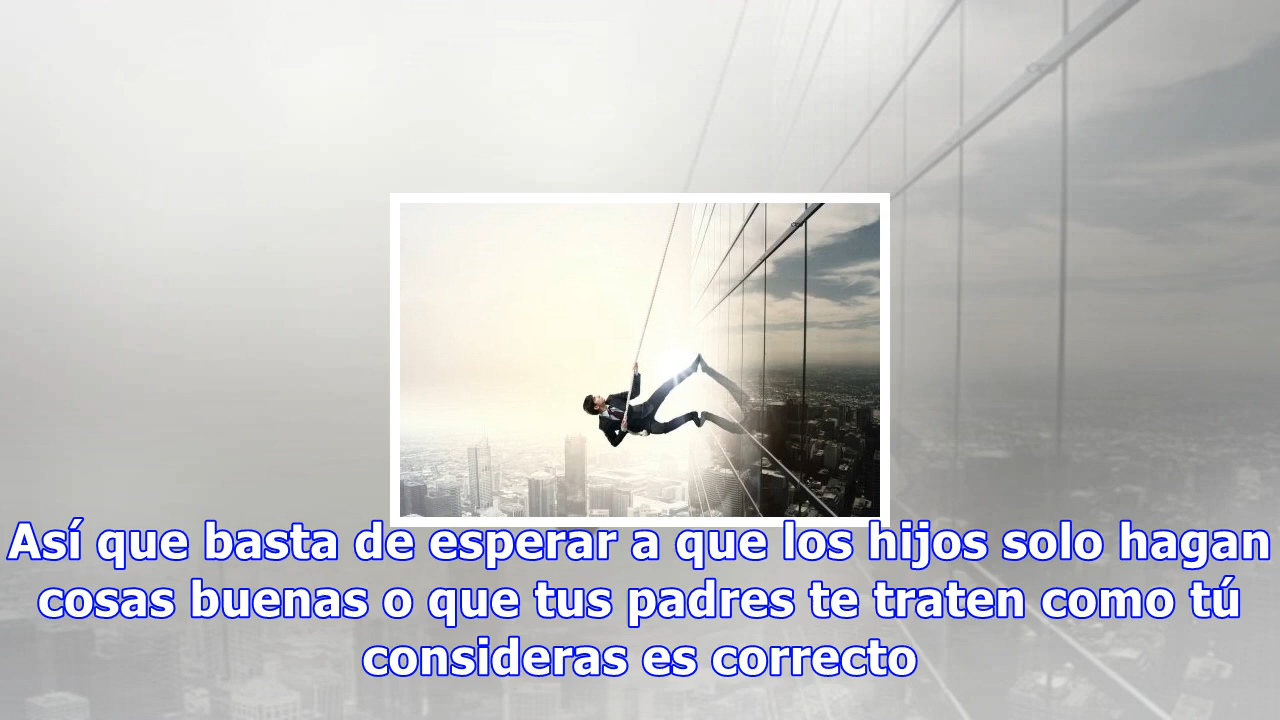 Así que basta de esperar a que los hijos solo hagan
cosas buenas o que tus padres te traten como tú
consideras es correcto